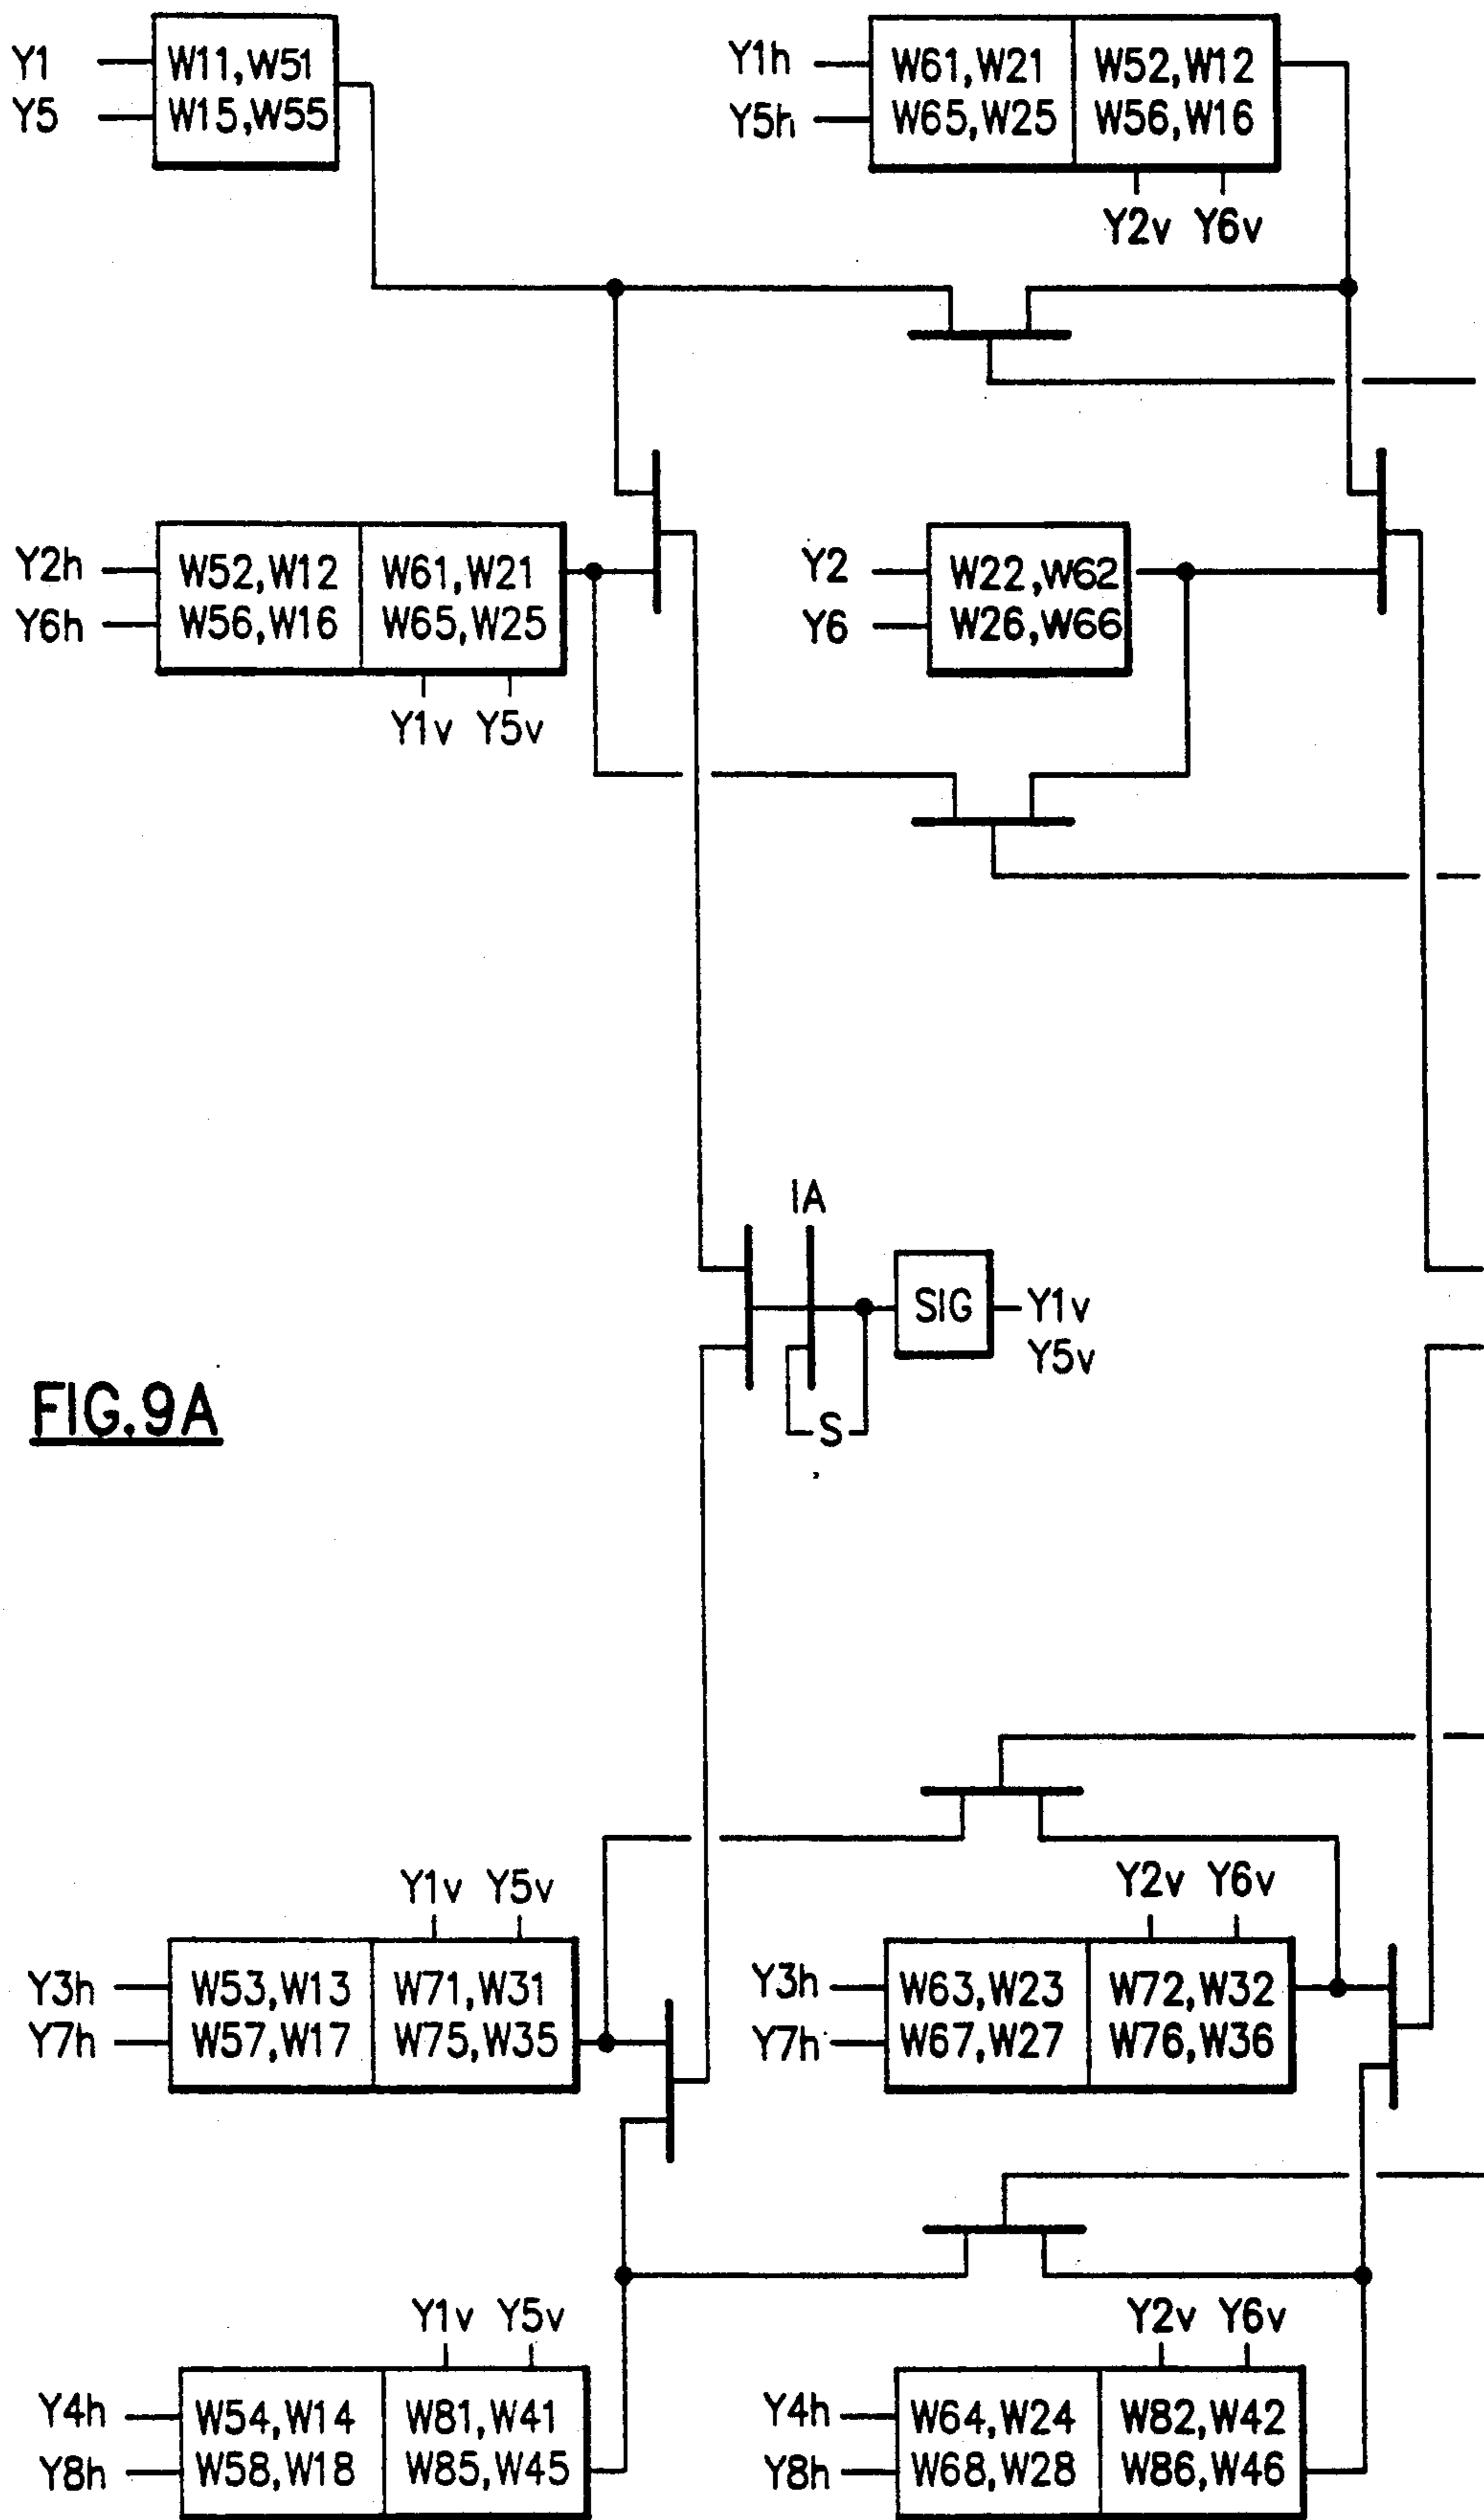 Y1
W11,W51
Y5
W15,W55
Y1h
W61,W21
W52,W12
Y5h
W65,W25
W56,W16
Y2v Y6v
Y2h
W52,W12
W61,W21
Y6h
W56,W16
W65,W25
Y1v Y5v
Y2
W22,W62
Y6
W26,W66
IA
SIG
Y1v
Y5v
S
FIG.9A
Y1v Y5v
Y3h
W53,W13
W71,W31
Y7h
W57,W17
W75,W35
Y2v Y6v
Y3h
W63,W23
W72,W32
Y7h
W67,W27
W76,W36
Y1v Y5v
Y4h
W54,W14
W81,W41
Y8h
W58,W18
W85,W45
Y2v Y6v
Y4h
W64,W24
W82,W42
Y8h
W68,W28
W86,W46